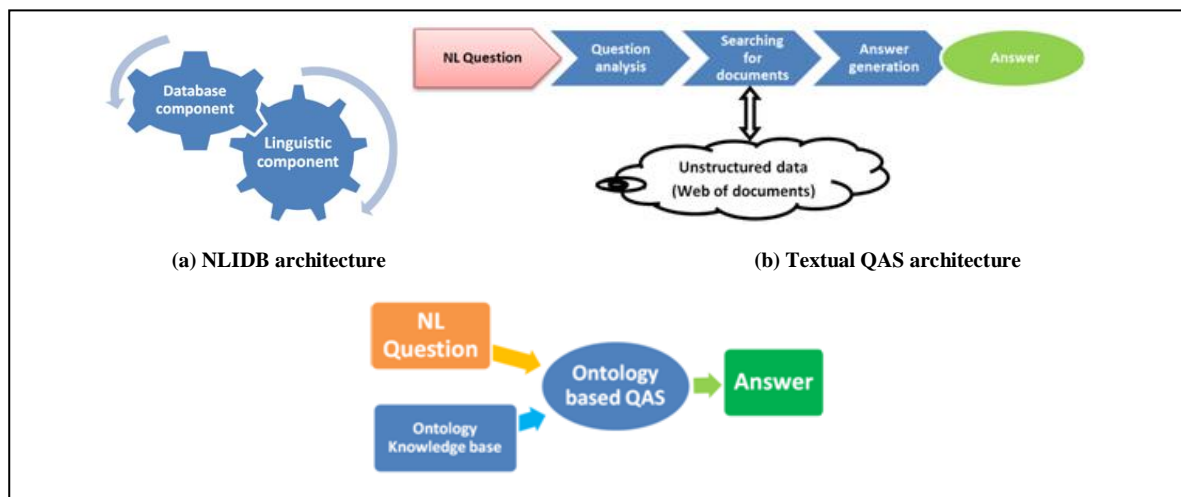 Database
component
Linguistic
component
(a) NLIDB architecture
NL Question
Question
analysis
Searching
for
documents
Answer
generation
Answer
Unstructured data
(Web of documents)
(b) Textual QAS architecture
NL
Question
Ontology
Knowledge base
Ontology
based QAS
Answer